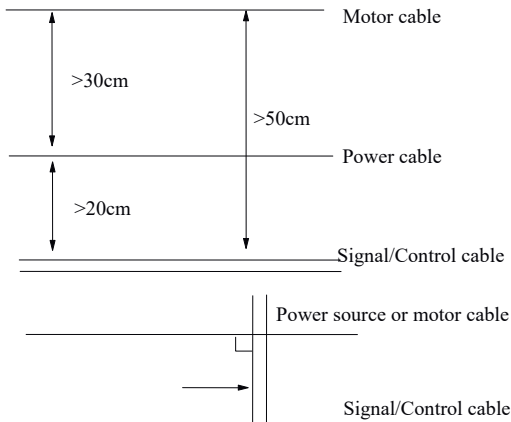 Motor cable
>30cm
>50cm
Power cable
>20cm
Signal/Control cable
Power source or motor cable
Signal/Control cable